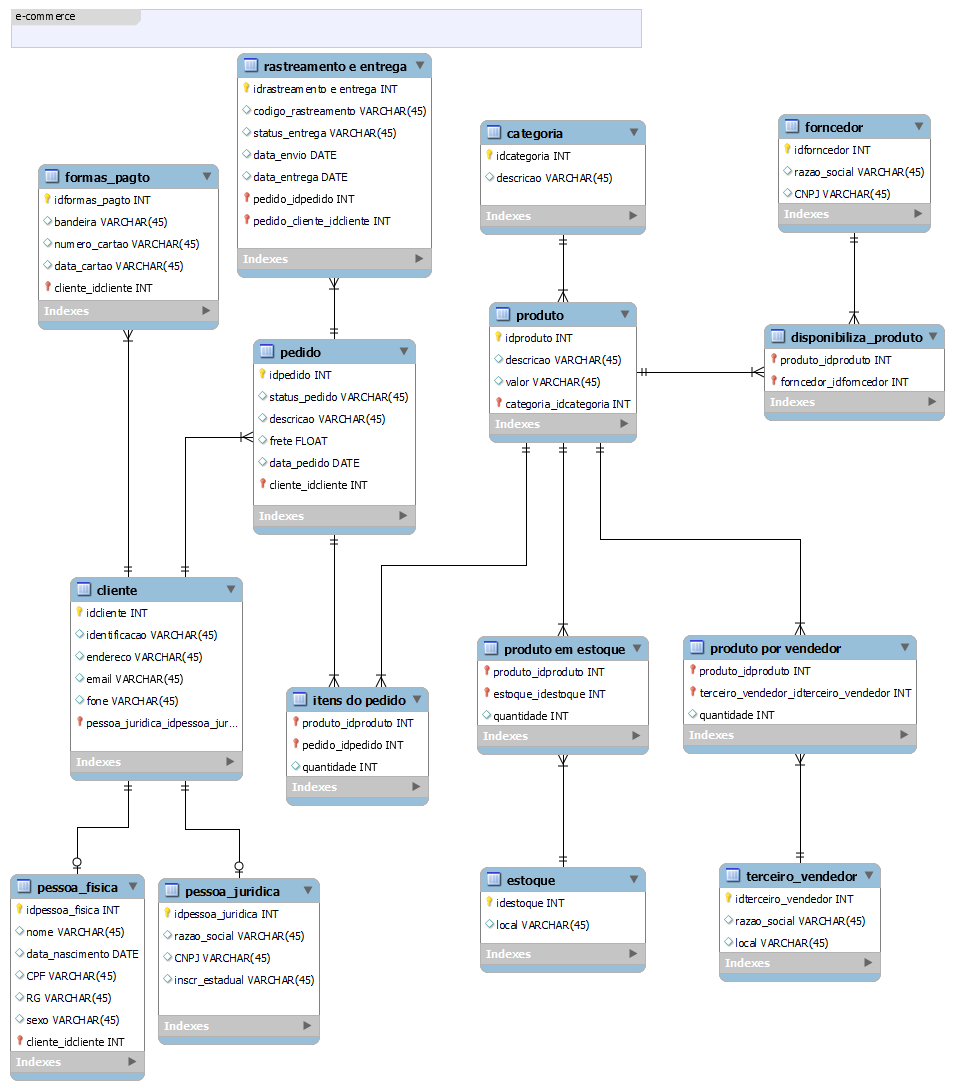 e-commerce
rastreamento e entrega
idrastreamento e entrega INT
codigo_rastreamento VARCHAR(45)
status_entrega VARCHAR(45)
data_envio DATE
data_entrega DATE
pedido_idpedido INT
pedido_cliente_idcliente INT
Indexes
categoria
idcategoria INT
descricao VARCHAR(45)
Indexes
forncedor
idforncedor INT
razao_social VARCHAR(45)
CNPJ VARCHAR(45)
Indexes
formas_pagto
idformas_pagto INT
bandeira VARCHAR(45)
numero_cartao VARCHAR(45)
data_cartao VARCHAR(45)
cliente_idcliente INT
Indexes
produto
idproduto INT
descricao VARCHAR(45)
valor VARCHAR(45)
categoria_idcategoria INT
Indexes
disponibiliza_produto
produto_idproduto INT
forncedor_idforncedor INT
Indexes
pedido
idpedido INT
status_pedido VARCHAR(45)
descricao VARCHAR(45)
frete FLOAT
data_pedido DATE
cliente_idcliente INT
Indexes
cliente
idcliente INT
identificacao VARCHAR(45)
endereco VARCHAR(45)
email VARCHAR(45)
fone VARCHAR(45)
pessoa_juridica_idpessoa_jur...
Indexes
itens do pedido
produto_idproduto INT
pedido_idpedido INT
quantidade INT
Indexes
produto em estoque
produto_idproduto INT
estoque_idestoque INT
quantidade INT
Indexes
produto por vendedor
produto_idproduto INT
terceiro_vendedor_idterceiro_vendedor INT
quantidade INT
Indexes
pessoa_fisica
idpessoa_fisica INT
nome VARCHAR(45)
data_nascimento DATE
CPF VARCHAR(45)
RG VARCHAR(45)
sexo VARCHAR(45)
cliente_idcliente INT
Indexes
pessoa_juridica
idpessoa_juridica INT
razao_social VARCHAR(45)
CNPJ VARCHAR(45)
inscr_estadual VARCHAR(45)
Indexes
estoque
idestoque INT
local VARCHAR(45)
Indexes
terceiro_vendedor
idterceiro_vendedor INT
razao_social VARCHAR(45)
local VARCHAR(45)
Indexes